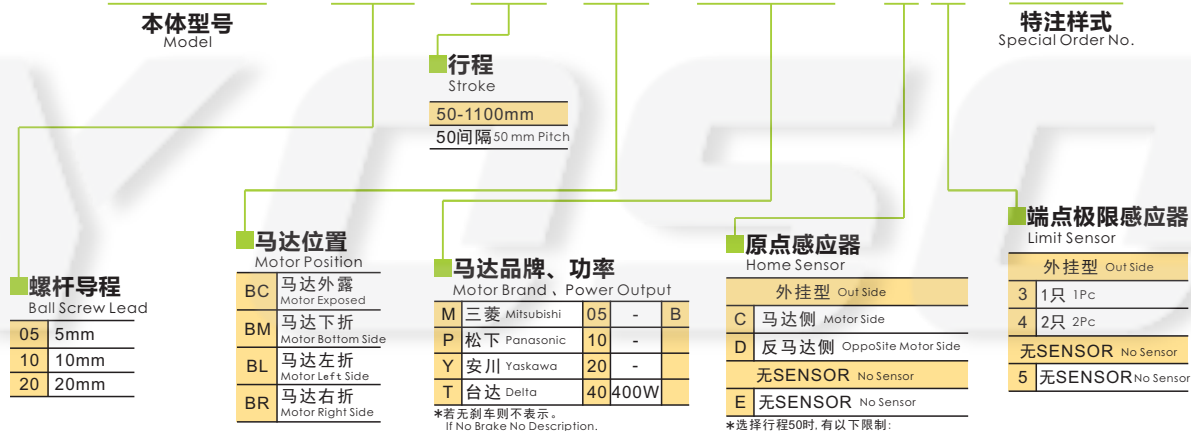 本体型号
Model
特注样式
Special Order No.
行程
Stroke
50-1100mm
50间隔 50 mm Pitch
螺杆导程
Ball Screw Lead
05 5mm
10 10mm
20 20mm
马达位置
Motor Position
BC 马达外露
Motor Exposed
BM 马达下折
Motor Bottom Side
BL 马达左折
Motor Left Side
BR 马达右折
Motor Right Side
马达品牌、功率
Motor Brand 、Power Output
M 三菱 Mitsubishi 05 - B
P 松下 Panasonic 10 -
Y 安川 Yaskawa 20 -
T 台达 Delta 40 400W
*若无刹车则不表示。
If No Brake No Description.
原点感应器
Home Sensor
外挂型 Out Side
C 马达侧 Motor Side
D 反马达侧 OppoSite Motor Side
无SENSOR No Sensor
E 无SENSOR No Sensor
*选择行程50时,有以下限制:
端点极限感应器
Limit Sensor
外挂型 Out Side
3 1只 1Pc
4 2只 2Pc
无SENSOR No Sensor
5 无SENSOR No Sensor